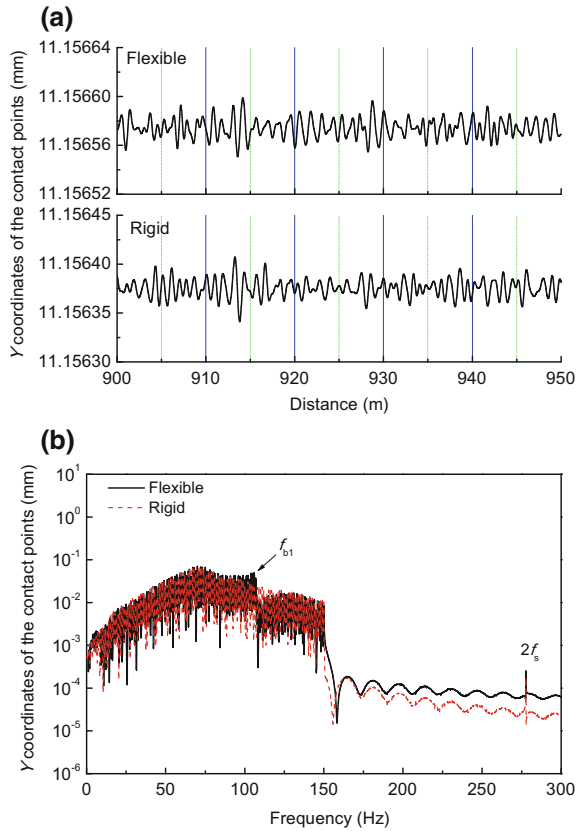 (a)
Y coordinates of the contact points (mm)
11.15664
Flexible
11.15660
11.15656
11.15652
11.15645
Rigid
11.15640
11.15635
11.15630
900 910 920 930 940 950
Distance (m)
(b)
Y coordinates of the contact points (mm)
10¹
Flexible
Rigid
10⁰
f_b1
10⁻¹
10⁻²
10⁻³
2f_s
10⁻⁴
10⁻⁵
10⁻⁶
0 50 100 150 200 250 300
Frequency (Hz)